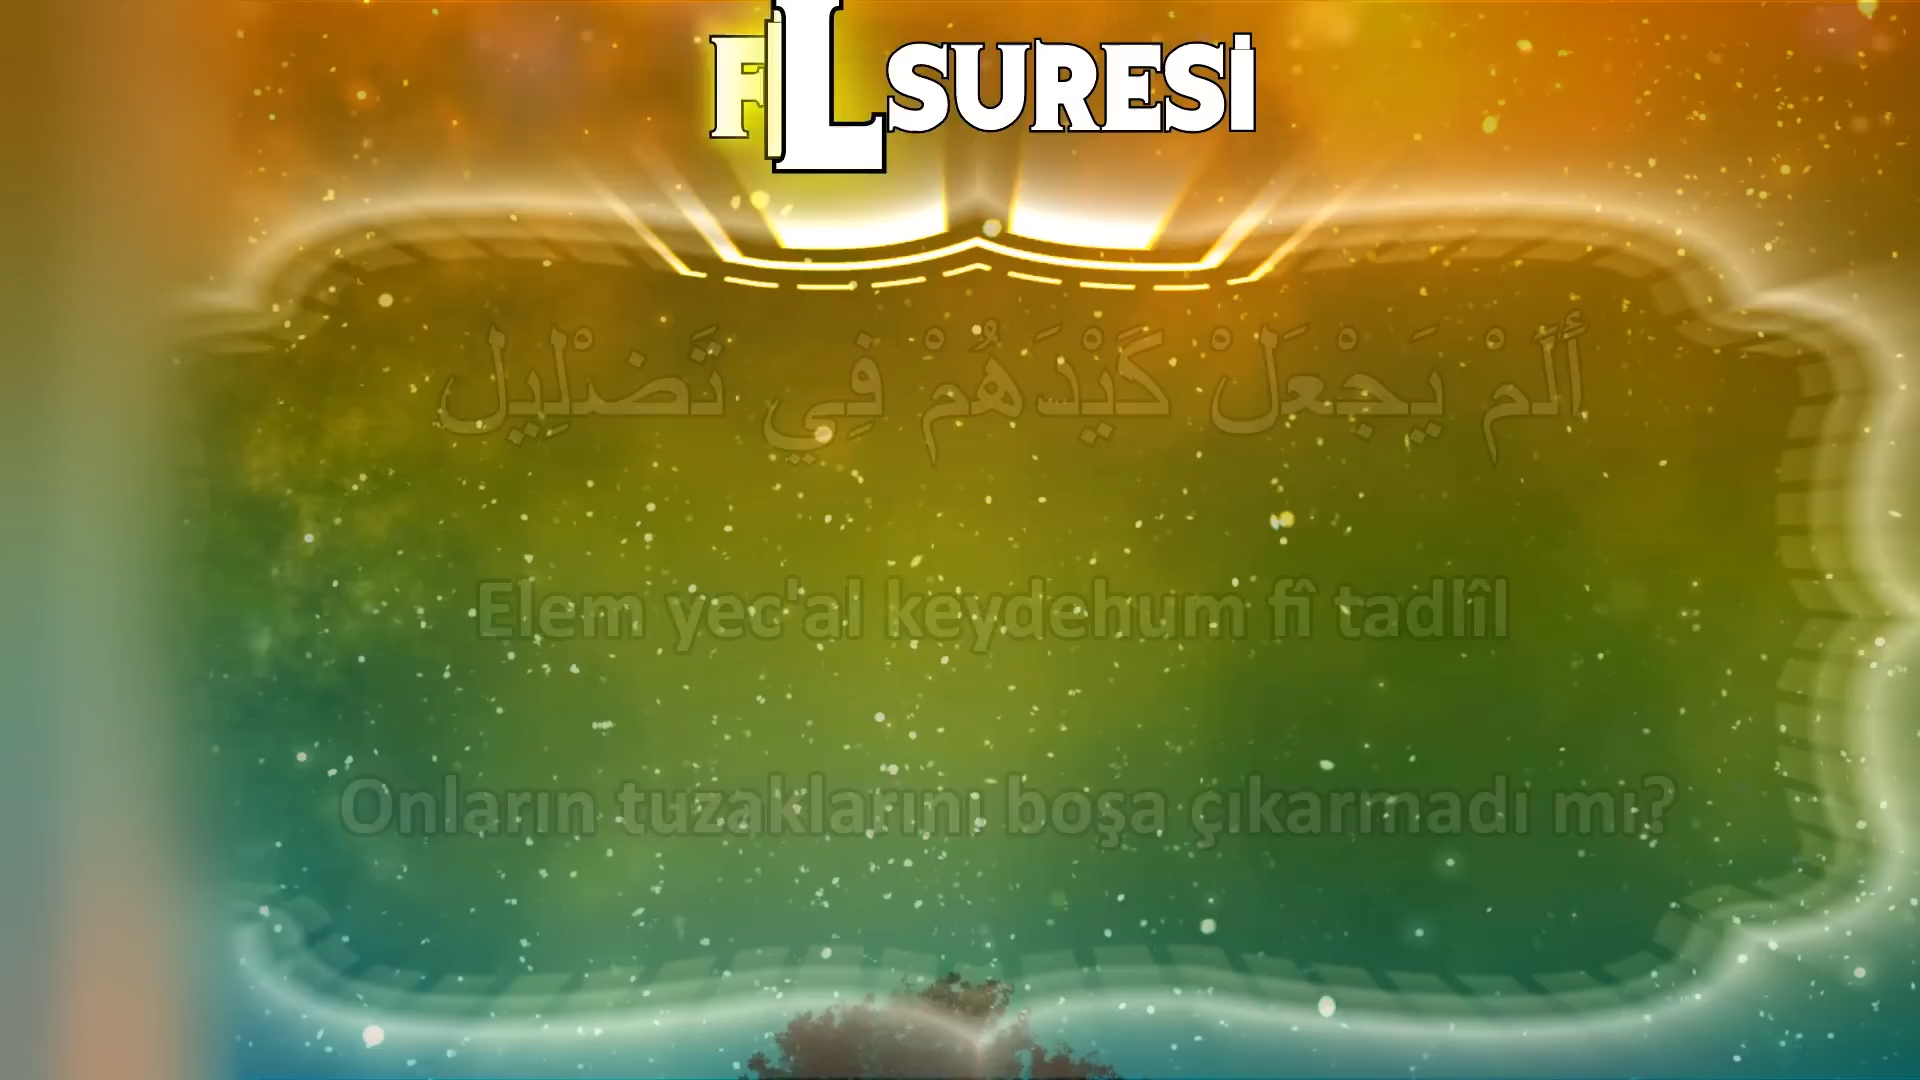 FİL SURESİ
أَلَمْ يَجْعَلْ كَيْدَهُمْ فِي تَضْلِيلٍ
Elem yec'al keydehum fî tadlîl
Onların tuzaklarını boşa çıkarmadı mı?